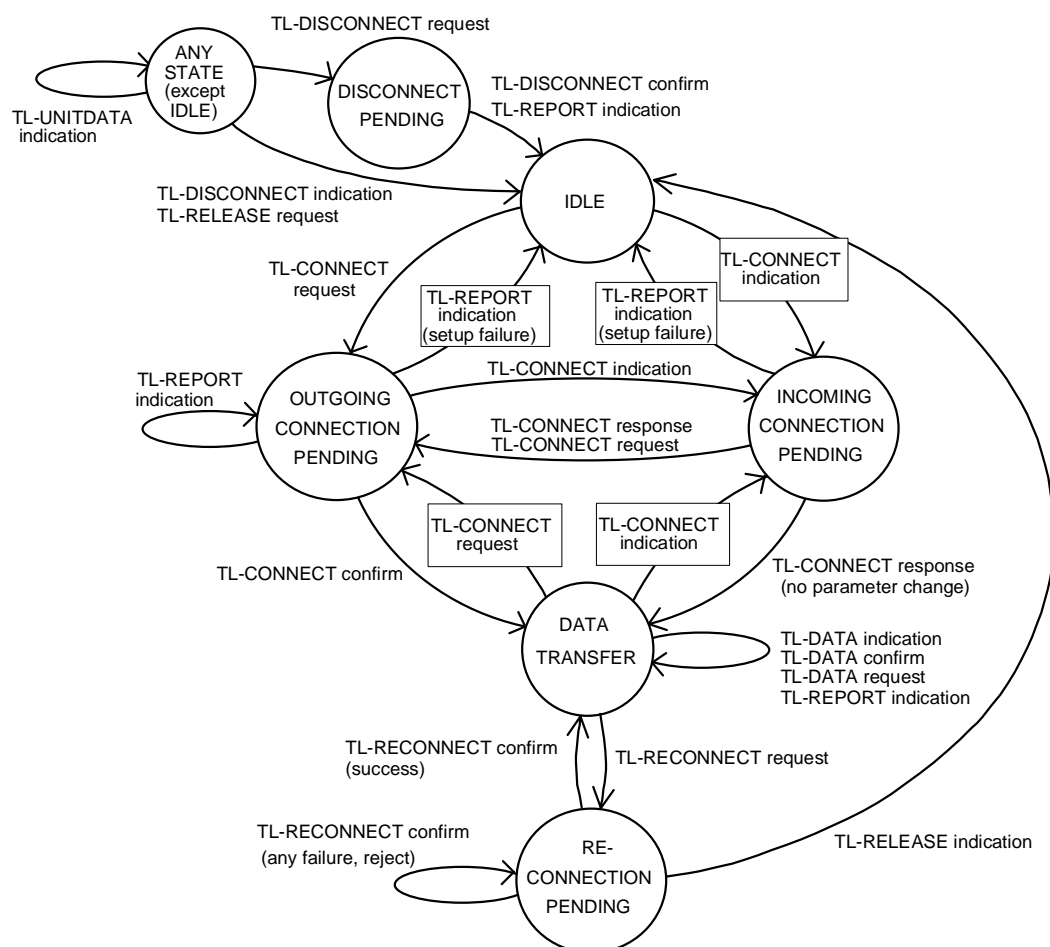 TL-DISCONNECT request
ANY
STATE
(except
IDLE)
TL-UNITDATA
indication
DISCONNECT
PENDING
TL-DISCONNECT confirm
TL-REPORT indication
TL-DISCONNECT indication
TL-RELEASE request
IDLE
TL-CONNECT
request
TL-REPORT
indication
(setup failure)
TL-REPORT
indication
(setup failure)
TL-CONNECT
indication
TL-REPORT
indication
OUTGOING
CONNECTION
PENDING
TL-CONNECT indication
TL-CONNECT response
TL-CONNECT request
INCOMING
CONNECTION
PENDING
TL-CONNECT
request
TL-CONNECT
indication
TL-CONNECT confirm
TL-CONNECT response
(no parameter change)
DATA
TRANSFER
TL-DATA indication
TL-DATA confirm
TL-DATA request
TL-REPORT indication
TL-RECONNECT confirm
(success)
TL-RECONNECT request
TL-RECONNECT confirm
(any failure, reject)
RE-
CONNECTION
PENDING
TL-RELEASE indication